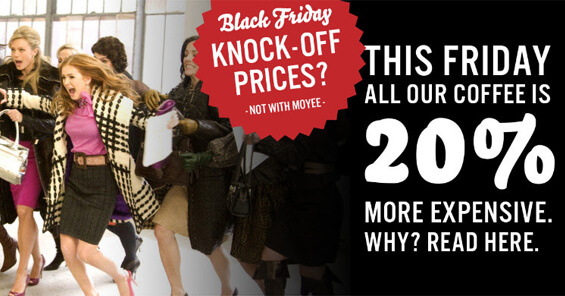 Black Friday
KNOCK-OFF
PRICES?
- NOT WITH MOYEE -
THIS FRIDAY
ALL OUR COFFEE IS
20%
MORE EXPENSIVE.
WHY? READ HERE.